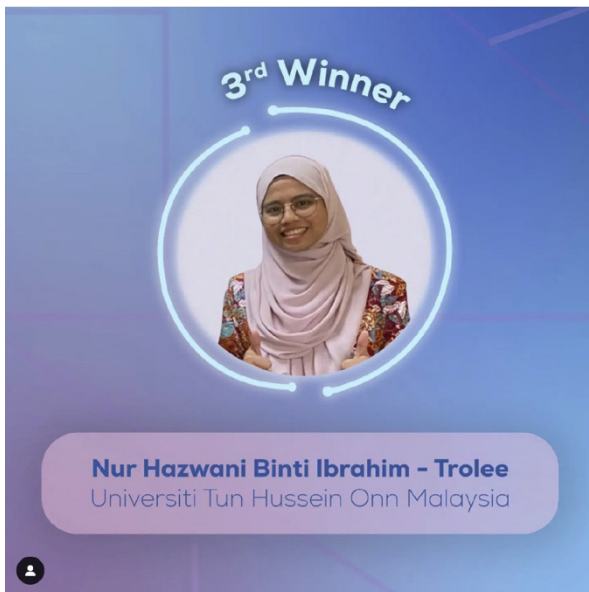 3rd Winner
Nur Hazwani Binti Ibrahim - Trolee
Universiti Tun Hussein Onn Malaysia